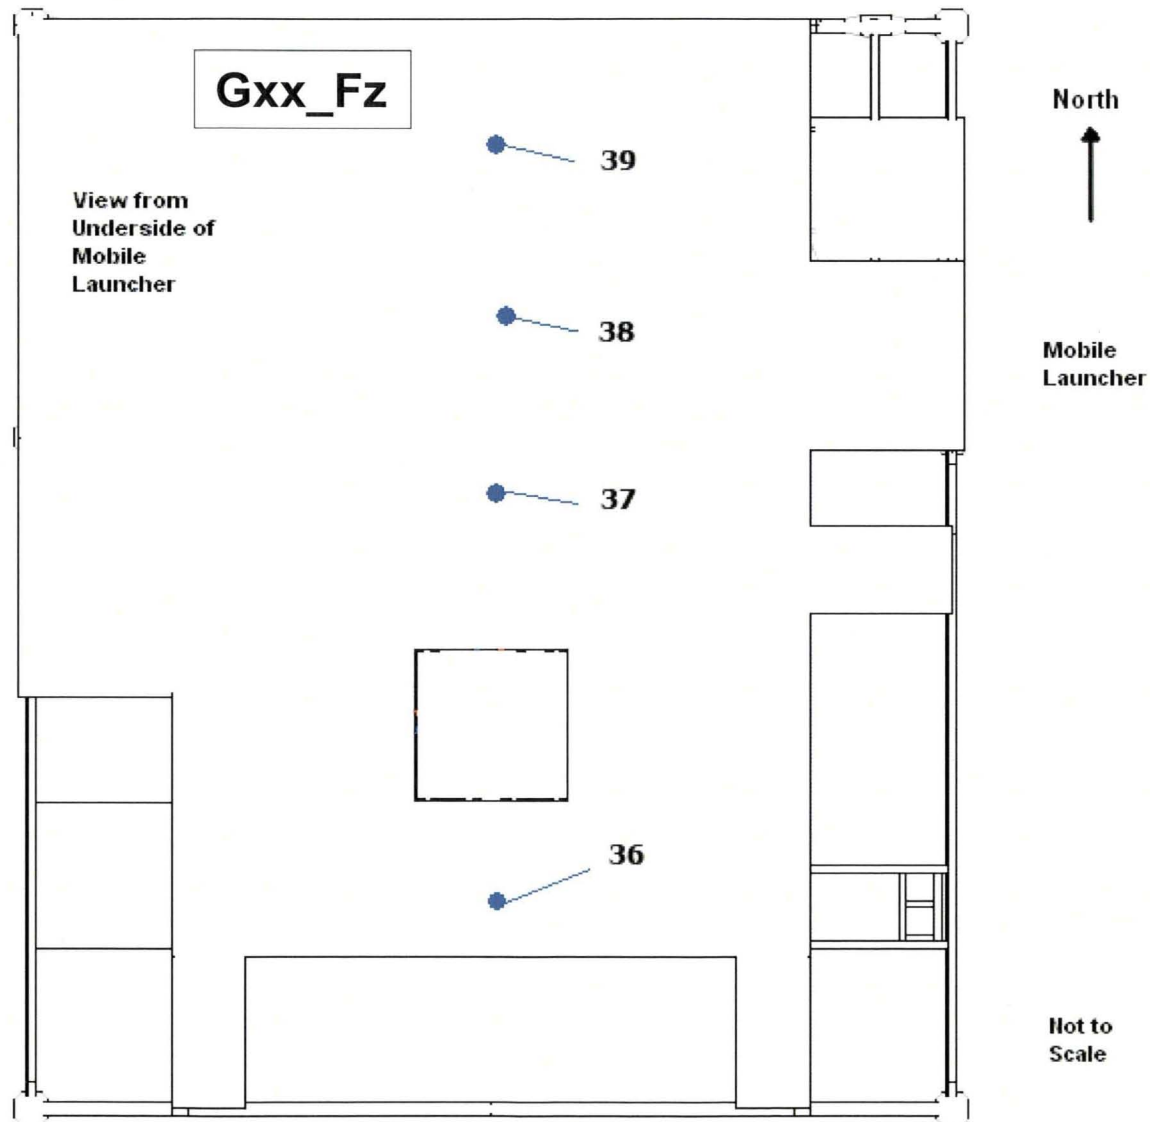 Gxx_Fz
North
39
View from
Underside of
Mobile
Launcher
38
Mobile
Launcher
37
36
Not to
Scale